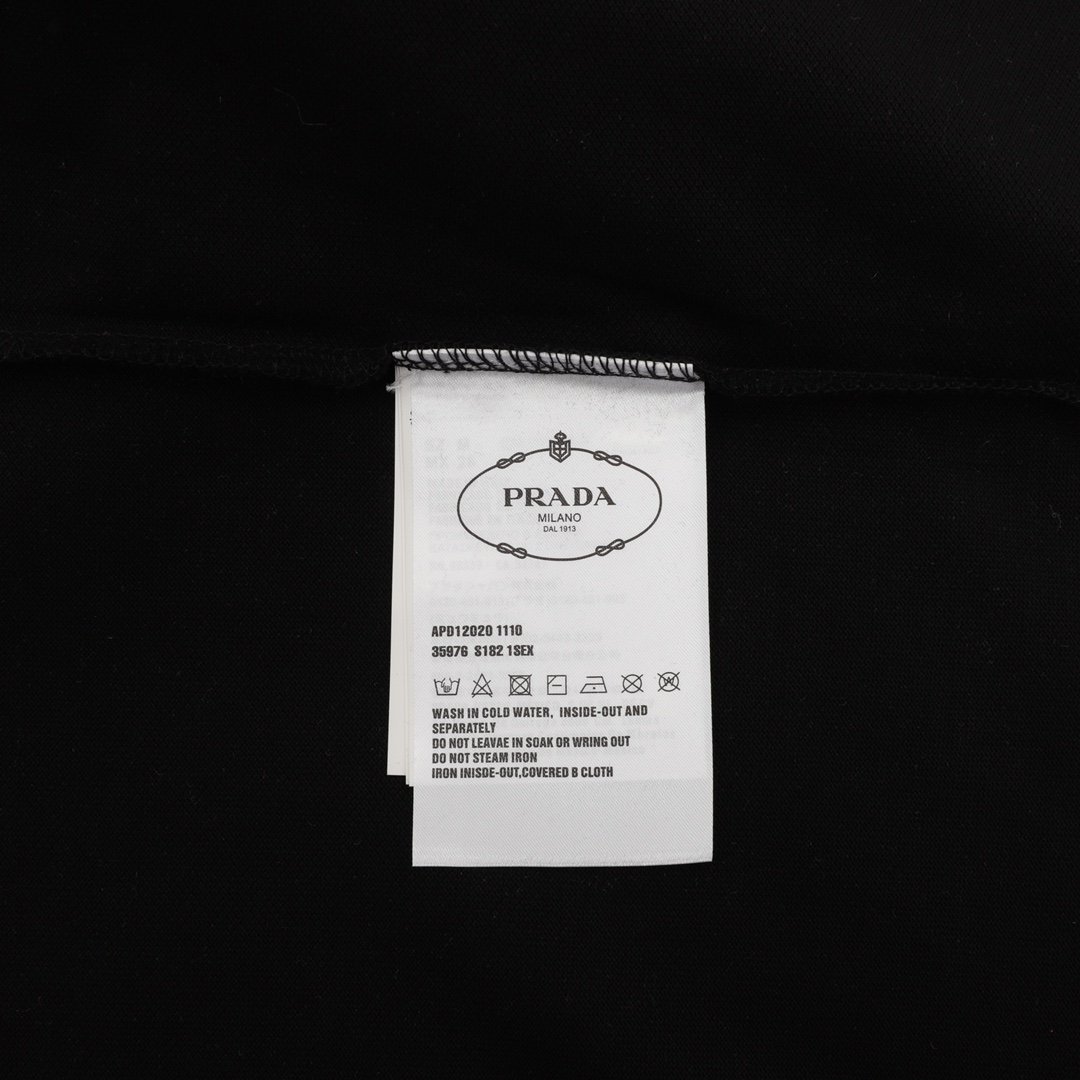 PRADA
MILANO
DAL 1913
APD12020 1110
35976 S182 1SEX
WASH IN COLD WATER, INSIDE-OUT AND
SEPARATELY
DO NOT LEAVAE IN SOAK OR WRING OUT
DO NOT STEAM IRON
IRON INISDE-OUT,COVERED B CLOTH